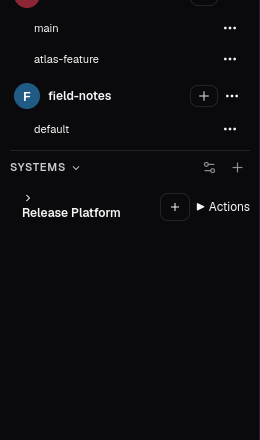 main
atlas-feature
F field-notes
default
SYSTEMS
Release Platform
Actions